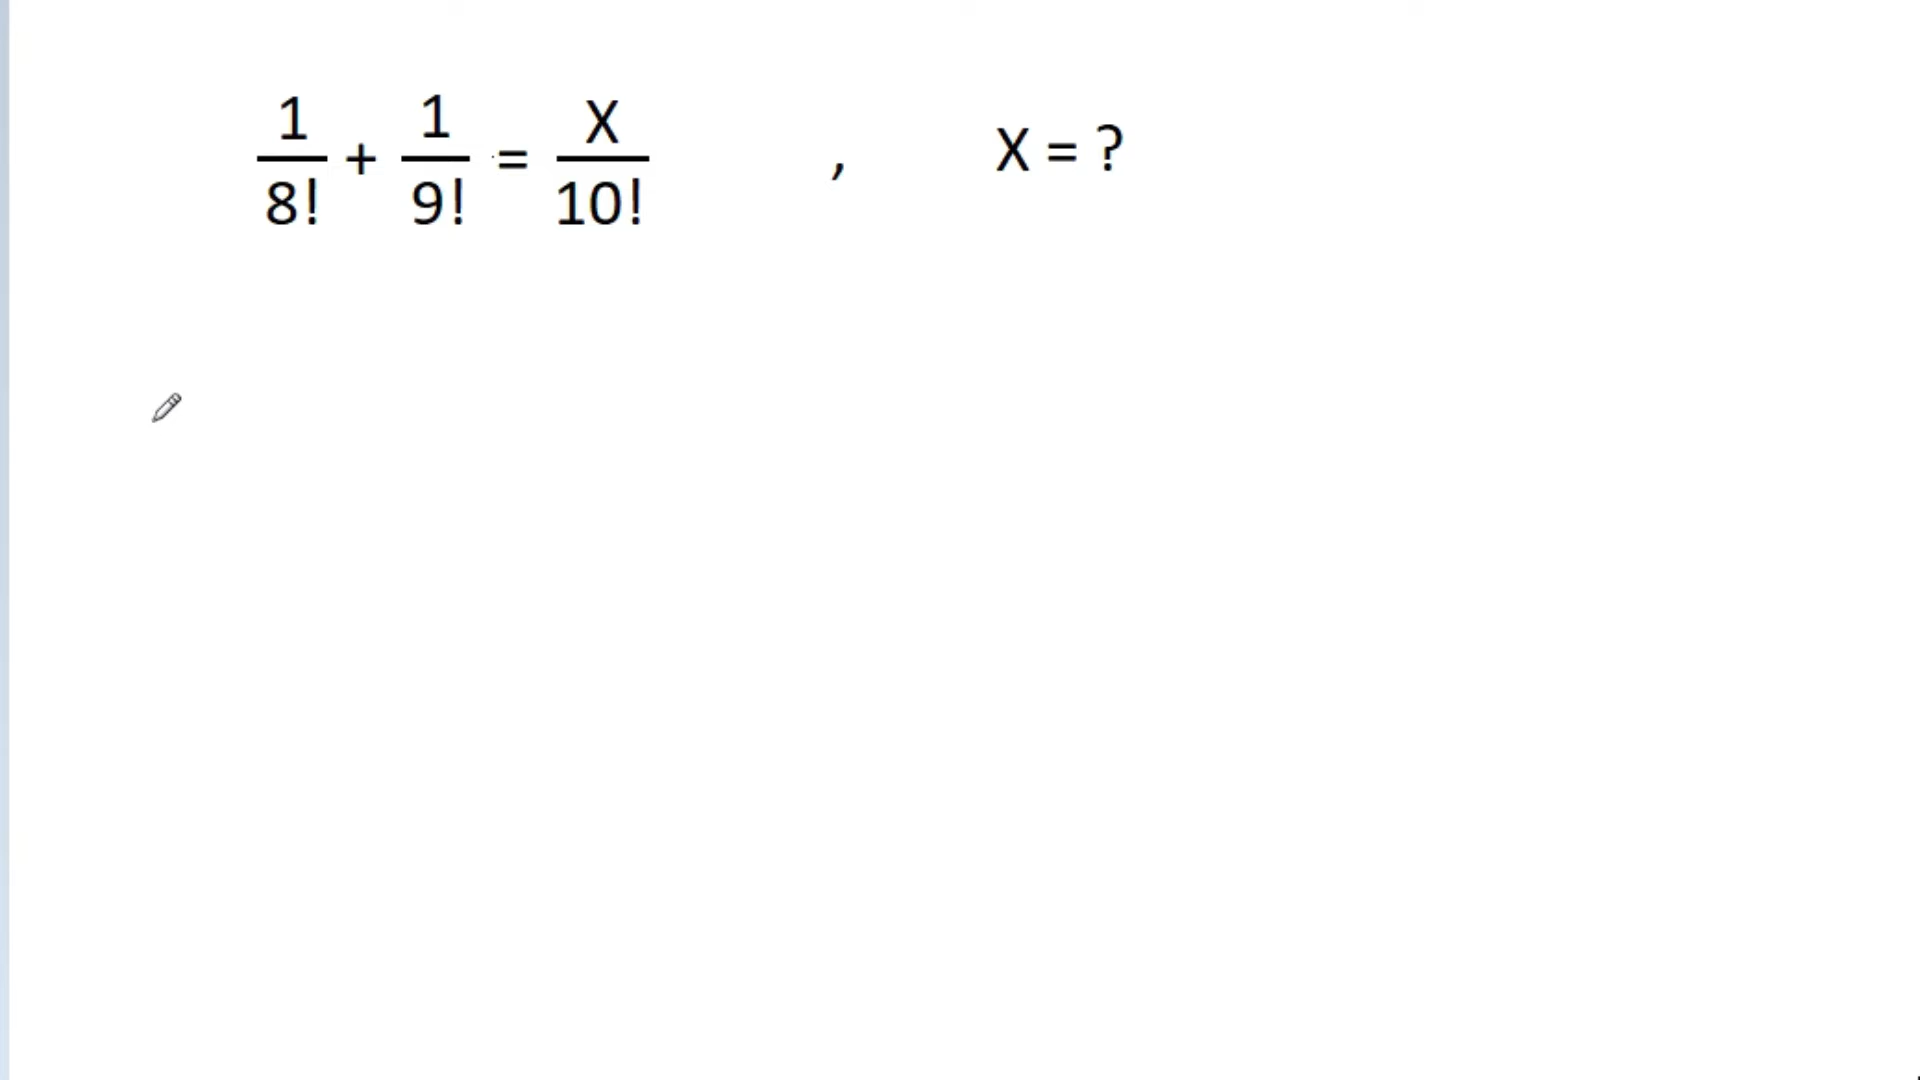 1/8! + 1/9! = X/10! , X = ?